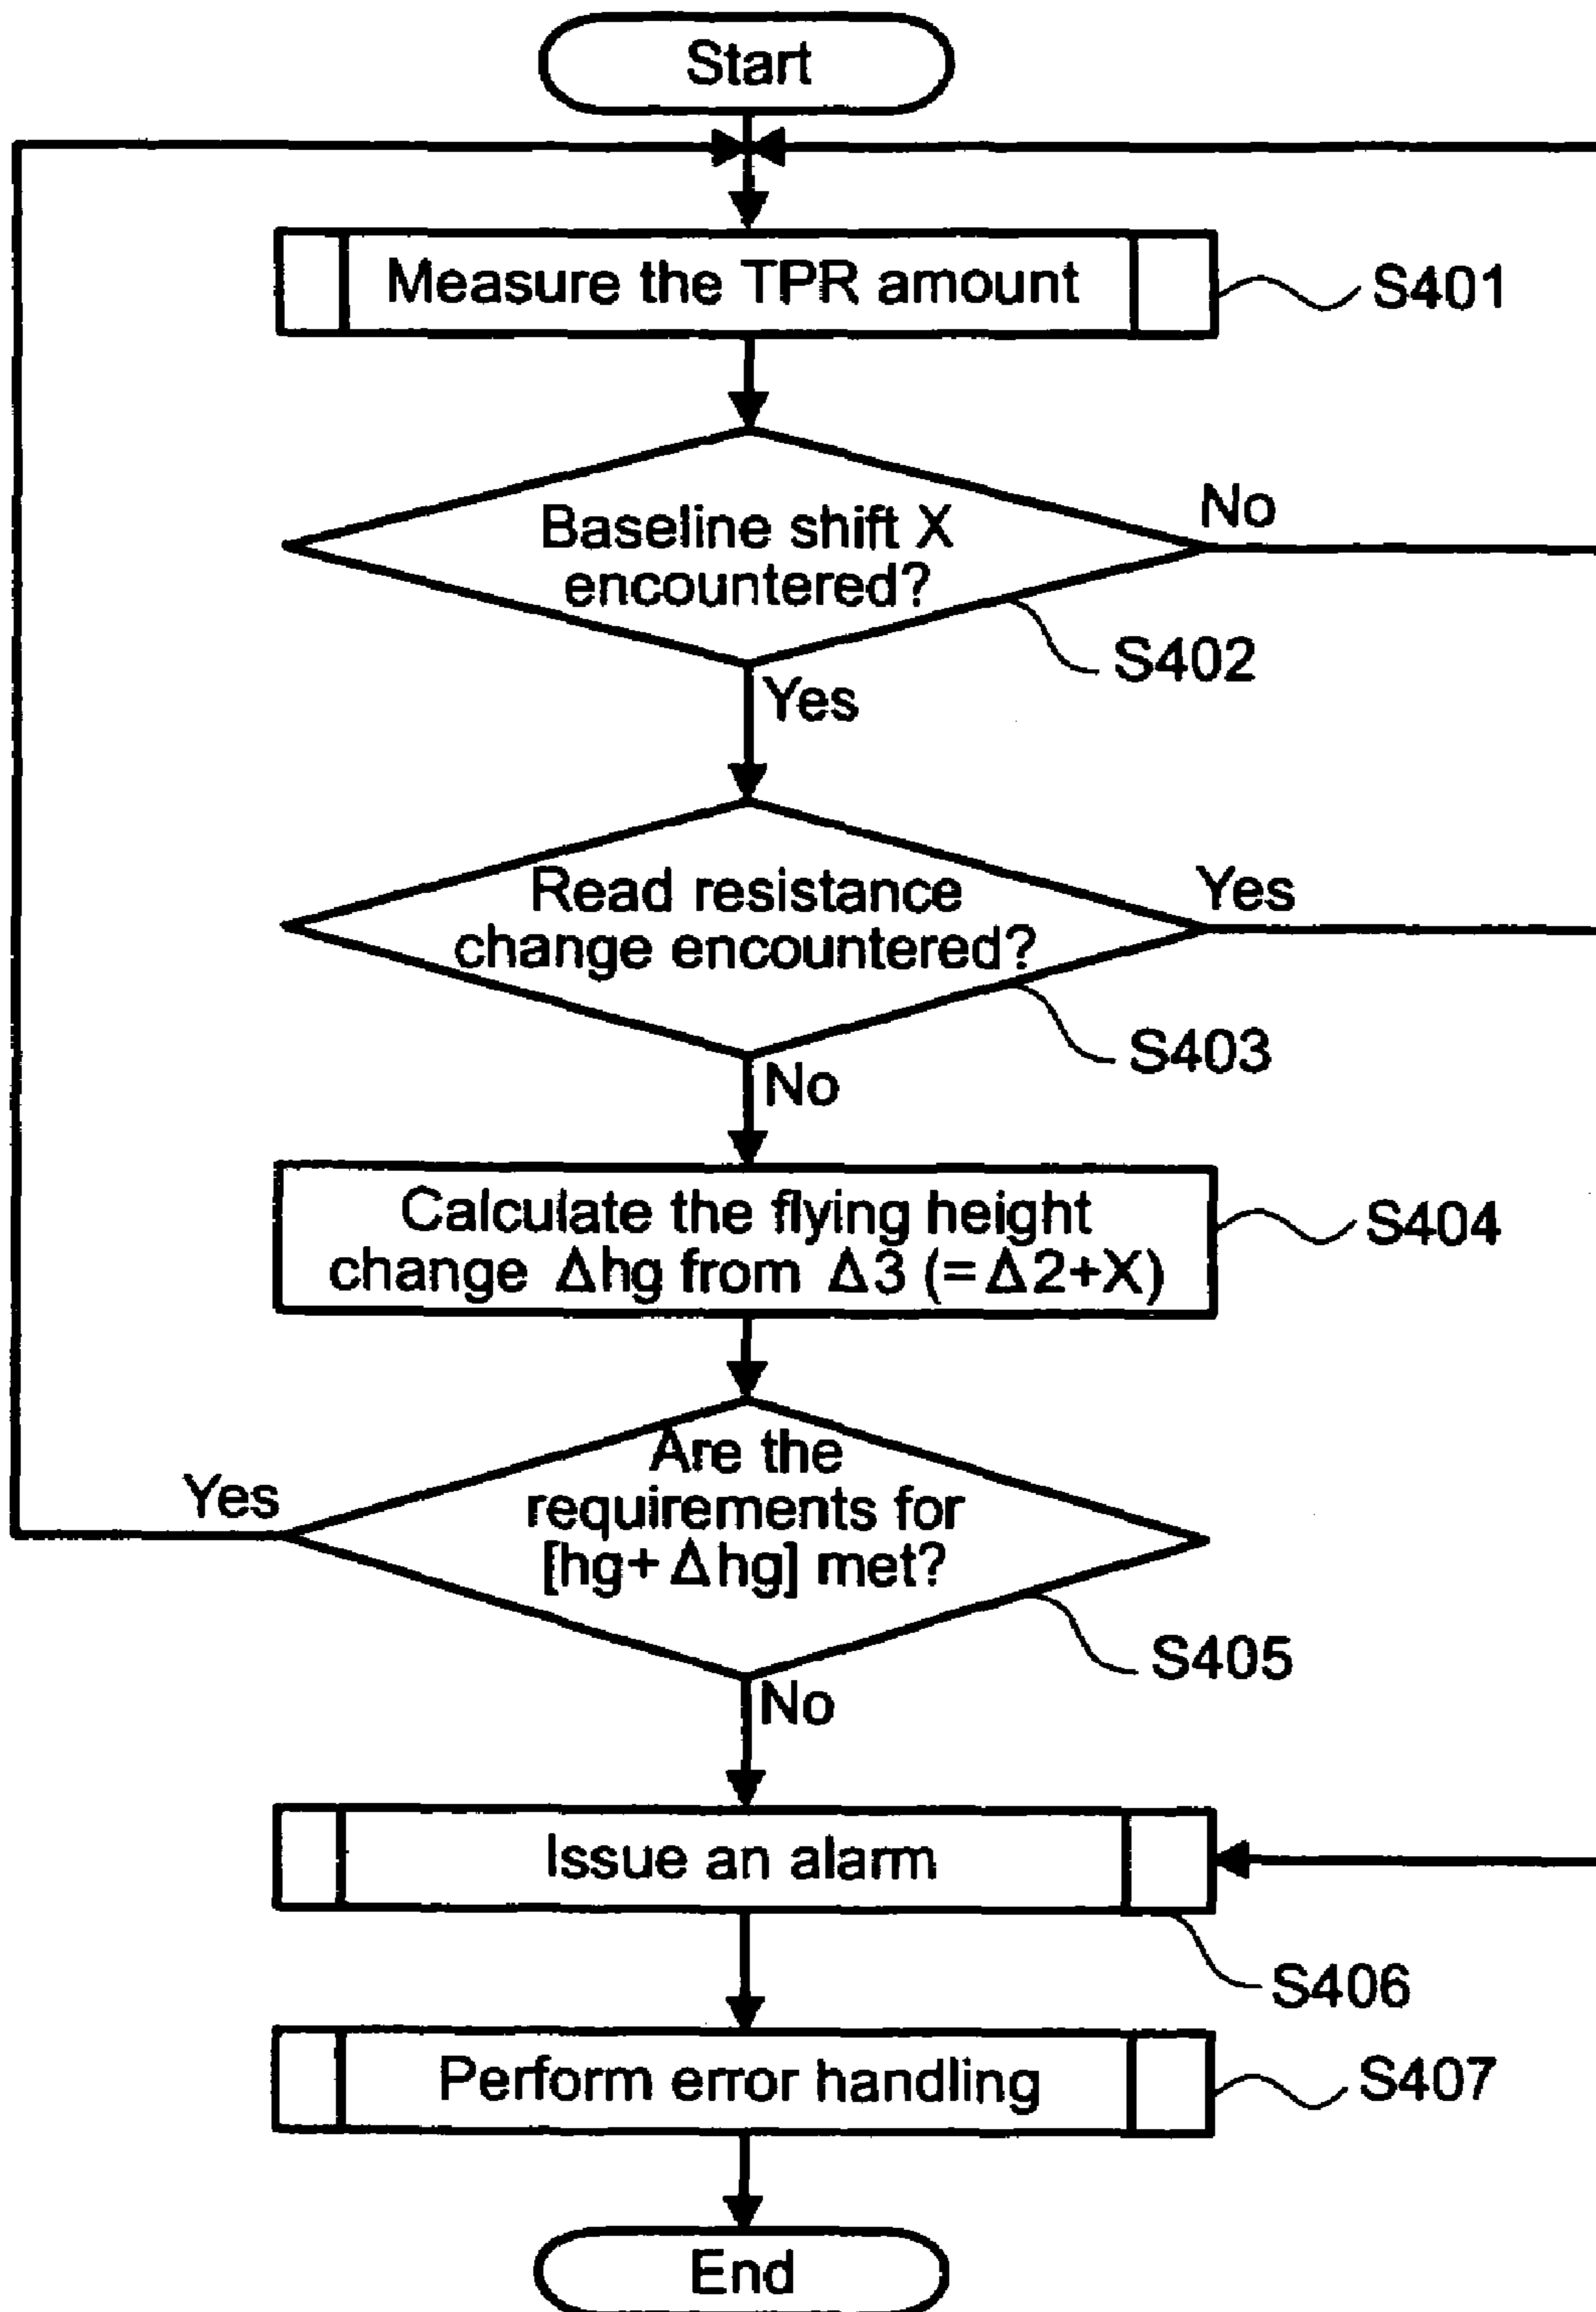 Start
Measure the TPR amount
S401
Baseline shift X
encountered?
No
S402
Yes
Read resistance
change encountered?
Yes
S403
No
Calculate the flying height
change Δhg from Δ3 (=Δ2+X)
S404
Are the
requirements for
[hg+Δhg] met?
Yes
S405
No
Issue an alarm
S406
Perform error handling
S407
End